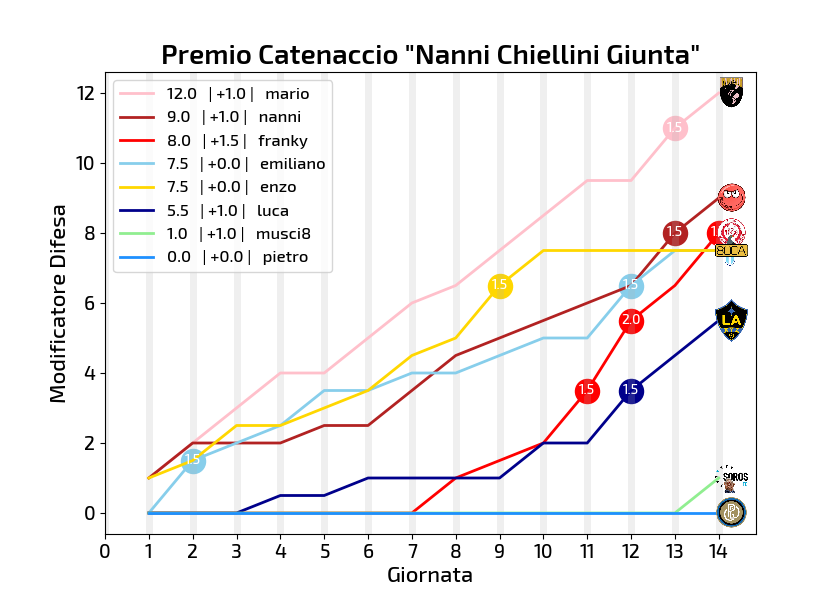 Premio Catenaccio "Nanni Chiellini Giunta"
12.0 | +1.0 | mario
9.0 | +1.0 | nanni
8.0 | +1.5 | franky
7.5 | +0.0 | emiliano
7.5 | +0.0 | enzo
5.5 | +1.0 | luca
1.0 | +1.0 | musci8
0.0 | +0.0 | pietro
Modificatore Difesa
12
10
8
6
4
2
0
1.5
1.5
1.5
1.5
2.0
1.5
1.5
1.5
SUCA
LA
SOROS
0 1 2 3 4 5 6 7 8 9 10 11 12 13 14
Giornata